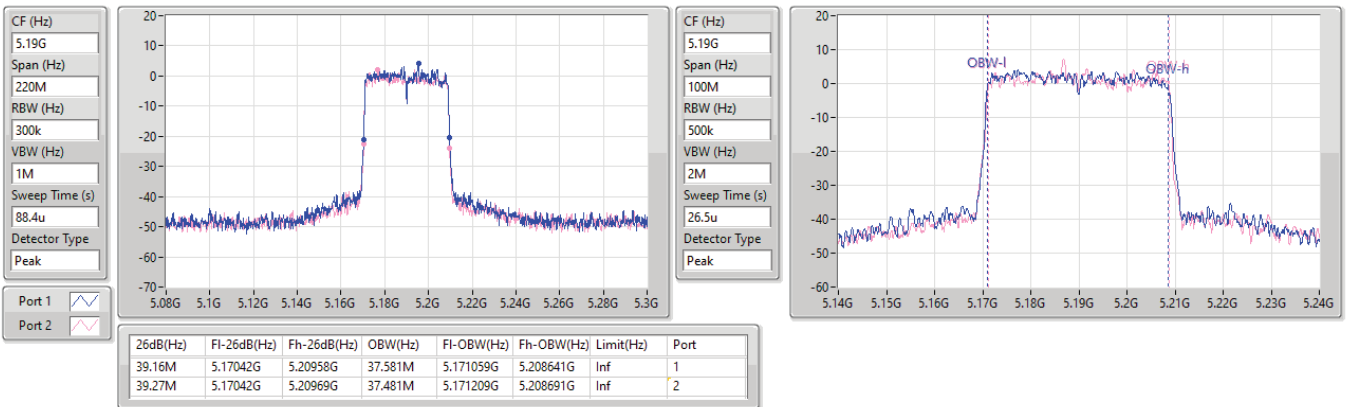 CF (Hz)
5.19G
Span (Hz)
220M
RBW (Hz)
300k
VBW (Hz)
1M
Sweep Time (s)
88.4u
Detector Type
Peak
Port 1
Port 2
20
10
0
-10
-20
-30
-40
-50
-60
-70
5.08G 5.1G 5.12G 5.14G 5.16G 5.18G 5.2G 5.22G 5.24G 5.26G 5.28G 5.3G
CF (Hz)
5.19G
Span (Hz)
100M
RBW (Hz)
500k
VBW (Hz)
2M
Sweep Time (s)
26.5u
Detector Type
Peak
20
10
0
-10
-20
-30
-40
-50
-60
OBW-l OBW-h
5.14G 5.15G 5.16G 5.17G 5.18G 5.19G 5.2G 5.21G 5.22G 5.23G 5.24G
26dB(Hz) Fl-26dB(Hz) Fh-26dB(Hz) OBW(Hz) Fl-OBW(Hz) Fh-OBW(Hz) Limit(Hz) Port
39.16M 5.17042G 5.20958G 37.581M 5.171059G 5.208641G Inf 1
39.27M 5.17042G 5.20969G 37.481M 5.171209G 5.208691G Inf 2